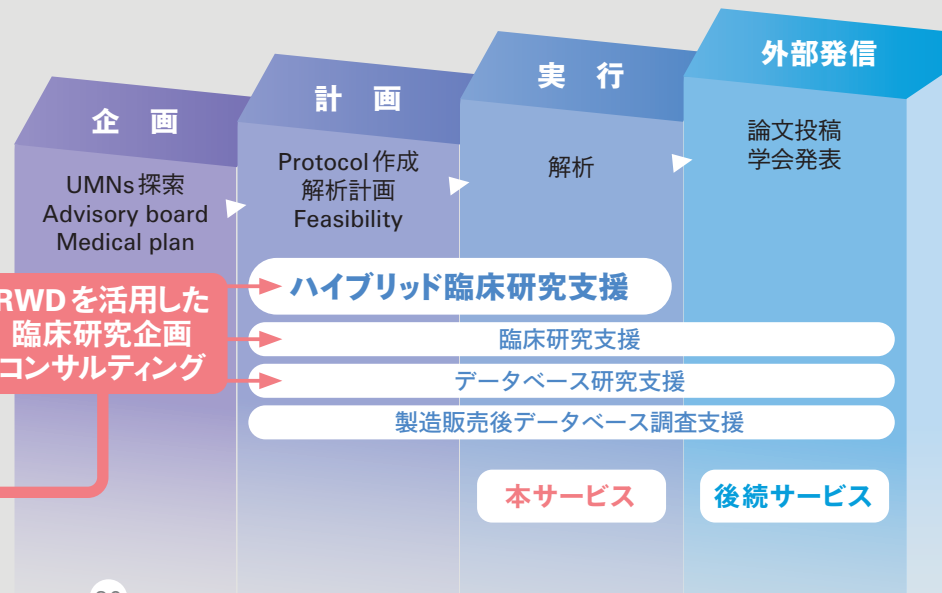 企 画
UMNs探索
Advisory board
Medical plan
計 画
Protocol作成
解析計画
Feasibility
実 行
解析
外部発信
論文投稿
学会発表
RWDを活用した
臨床研究企画
コンサルティング
ハイブリッド臨床研究支援
臨床研究支援
データベース研究支援
製造販売後データベース調査支援
本サービス
後続サービス